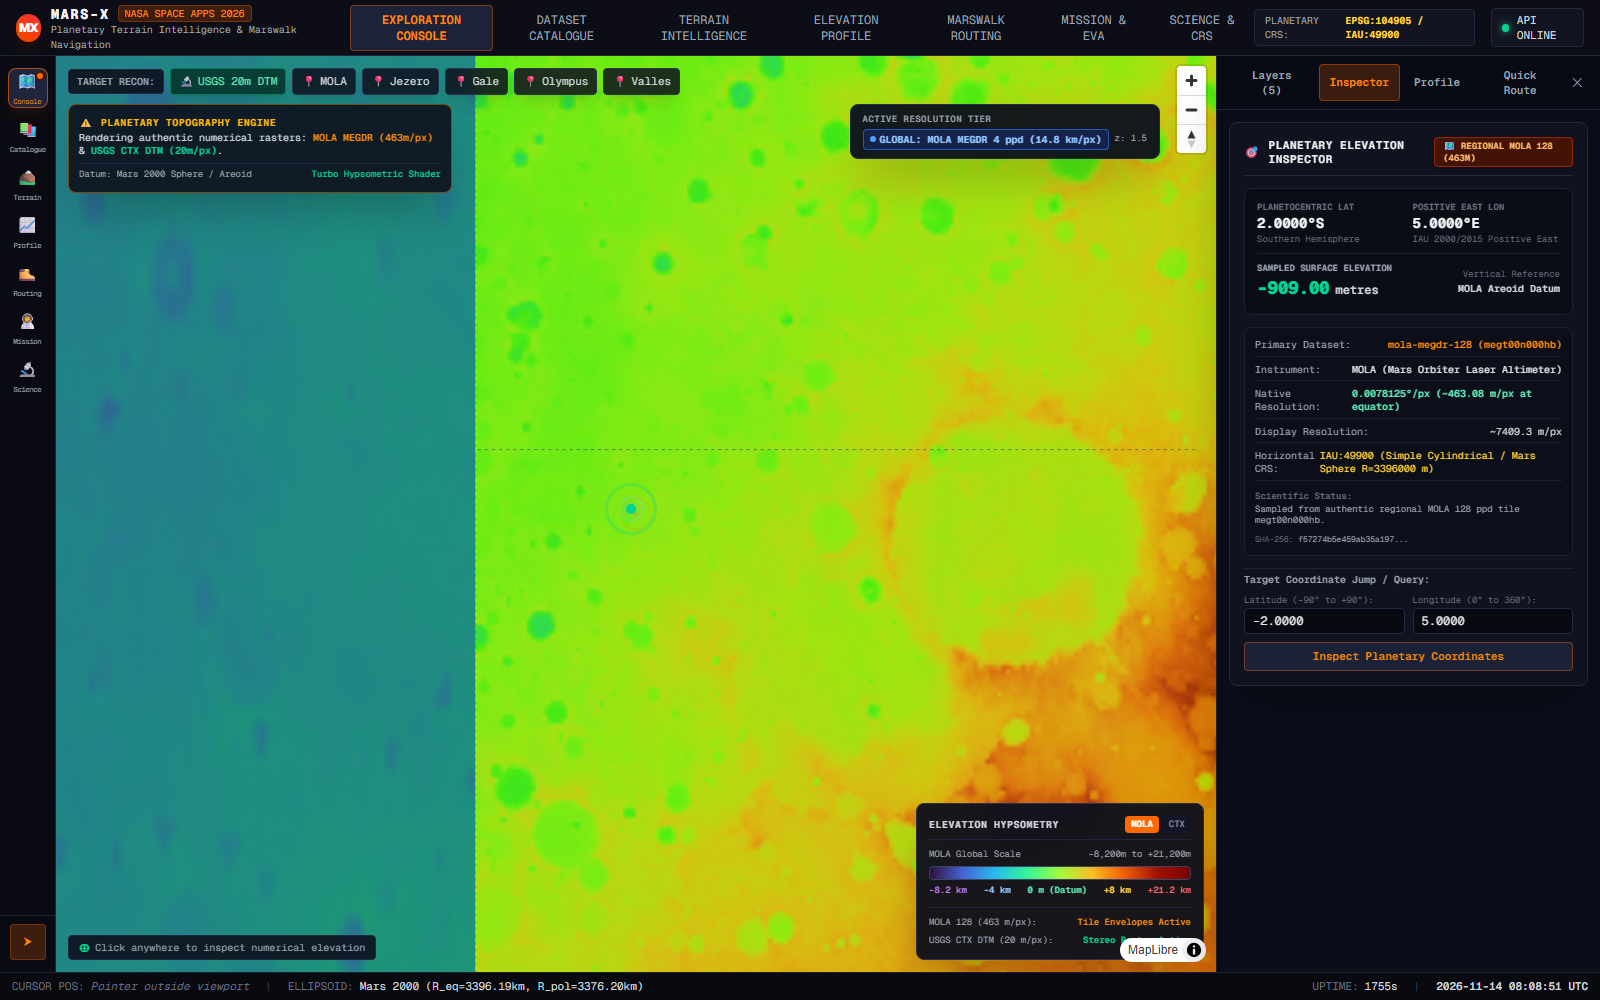 MX
MARS-X
NASA SPACE APPS 2026
Planetary Terrain Intelligence & Marswalk
Navigation
EXPLORATION
CONSOLE
DATASET
CATALOGUE
TERRAIN
INTELLIGENCE
ELEVATION
PROFILE
MARSWALK
ROUTING
MISSION &
EVA
SCIENCE &
CRS
PLANETARY
CRS:
EPSG:104905 /
IAU:49900
API
ONLINE
Console
Catalogue
Terrain
Profile
Routing
Mission
Science
TARGET RECON:
USGS 20m DTM
MOLA
Jezero
Gale
Olympus
Valles
PLANETARY TOPOGRAPHY ENGINE
Rendering authentic numerical rasters: MOLA MEGDR (463m/px)
& USGS CTX DTM (20m/px).
Datum: Mars 2000 Sphere / Areoid
Turbo Hypsometric Shader
ACTIVE RESOLUTION TIER
GLOBAL: MOLA MEGDR 4 ppd (14.8 km/px)
z: 1.5
Layers
(5)
Inspector
Profile
Quick
Route
PLANETARY ELEVATION
INSPECTOR
REGIONAL MOLA 128
(463M)
PLANETOCENTRIC LAT
2.0000°S
Southern Hemisphere
POSITIVE EAST LON
5.0000°E
IAU 2000/2015 Positive East
SAMPLED SURFACE ELEVATION
-909.00 metres
Vertical Reference
MOLA Areoid Datum
Primary Dataset:
mola-megdr-128 (megt00n000hb)
Instrument:
MOLA (Mars Orbiter Laser Altimeter)
Native
Resolution:
0.0078125°/px (~463.08 m/px at
equator)
Display Resolution:
~7409.3 m/px
Horizontal
CRS:
IAU:49900 (Simple Cylindrical / Mars
Sphere R=3396000 m)
Scientific Status:
Sampled from authentic regional MOLA 128 ppd tile
megt00n000hb.
SHA-256: f57274b5e459ab35a197...
Target Coordinate Jump / Query:
Latitude (-90° to +90°):
Longitude (0° to 360°):
-2.0000
5.0000
Inspect Planetary Coordinates
ELEVATION HYPSOMETRY
MOLA
CTX
MOLA Global Scale
-8,200m to +21,200m
-8.2 km
-4 km
0 m (Datum)
+8 km
+21.2 km
MOLA 128 (463 m/px):
Tile Envelopes Active
USGS CTX DTM (20 m/px):
Stereo
MapLibre
Click anywhere to inspect numerical elevation
CURSOR POS: Pointer outside viewport
|
ELLIPSOID: Mars 2000 (R_eq=3396.19km, R_pol=3376.20km)
UPTIME: 1755s
|
2026-11-14 08:08:51 UTC